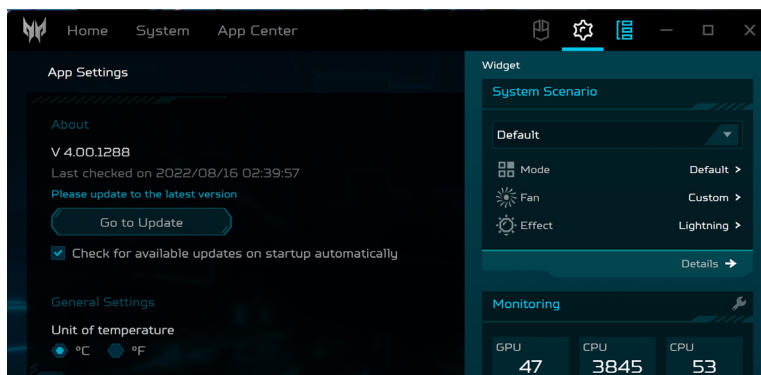 Home System App Center
App Settings
About
V 4.00.1288
Last checked on 2022/08/16 02:39:57
Please update to the latest version
Go to Update
Check for available updates on startup automatically
General Settings
Unit of temperature
°C °F
Widget
System Scenario
Default
Mode Default >
Fan Custom >
Effect Lightning >
Details →
Monitoring
GPU CPU CPU
47 3845 53